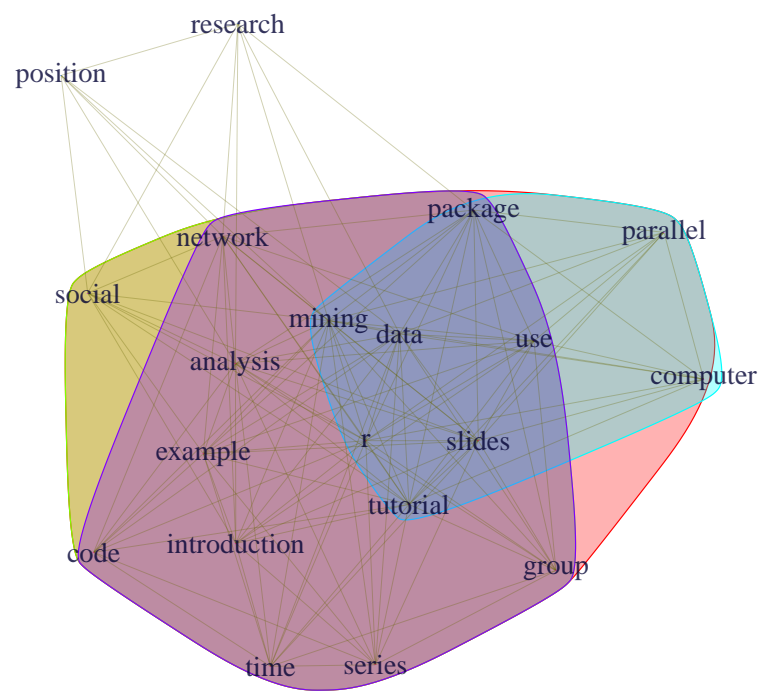 research
position
package
parallel
network
social
mining
data
use
analysis
computer
r
slides
example
tutorial
code
introduction
group
time
series